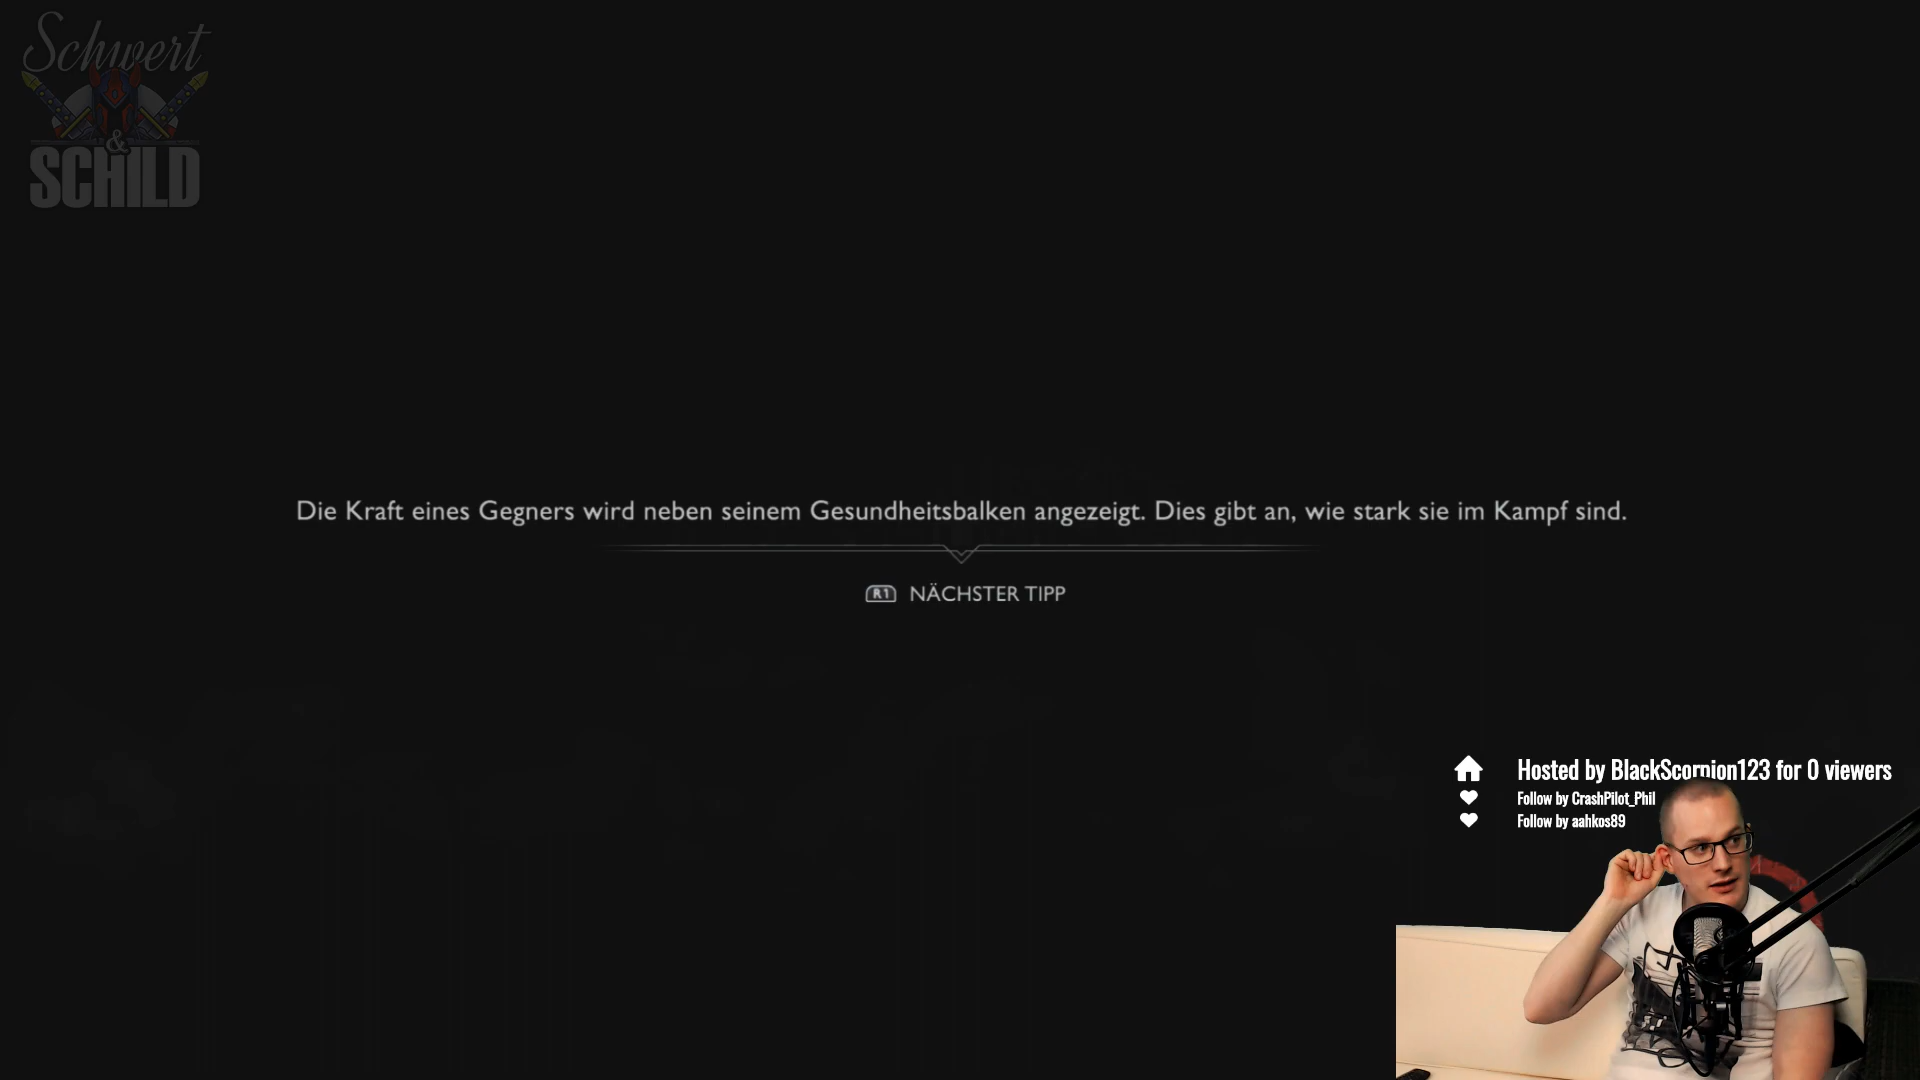 Schwert
&
SCHILD
Die Kraft eines Gegners wird neben seinem Gesundheitsbalken angezeigt. Dies gibt an, wie stark sie im Kampf sind.
R1 NÄCHSTER TIPP
Hosted by BlackScorpion123 for 0 viewers
Follow by CrashPilot_Phil
Follow by aahkos89